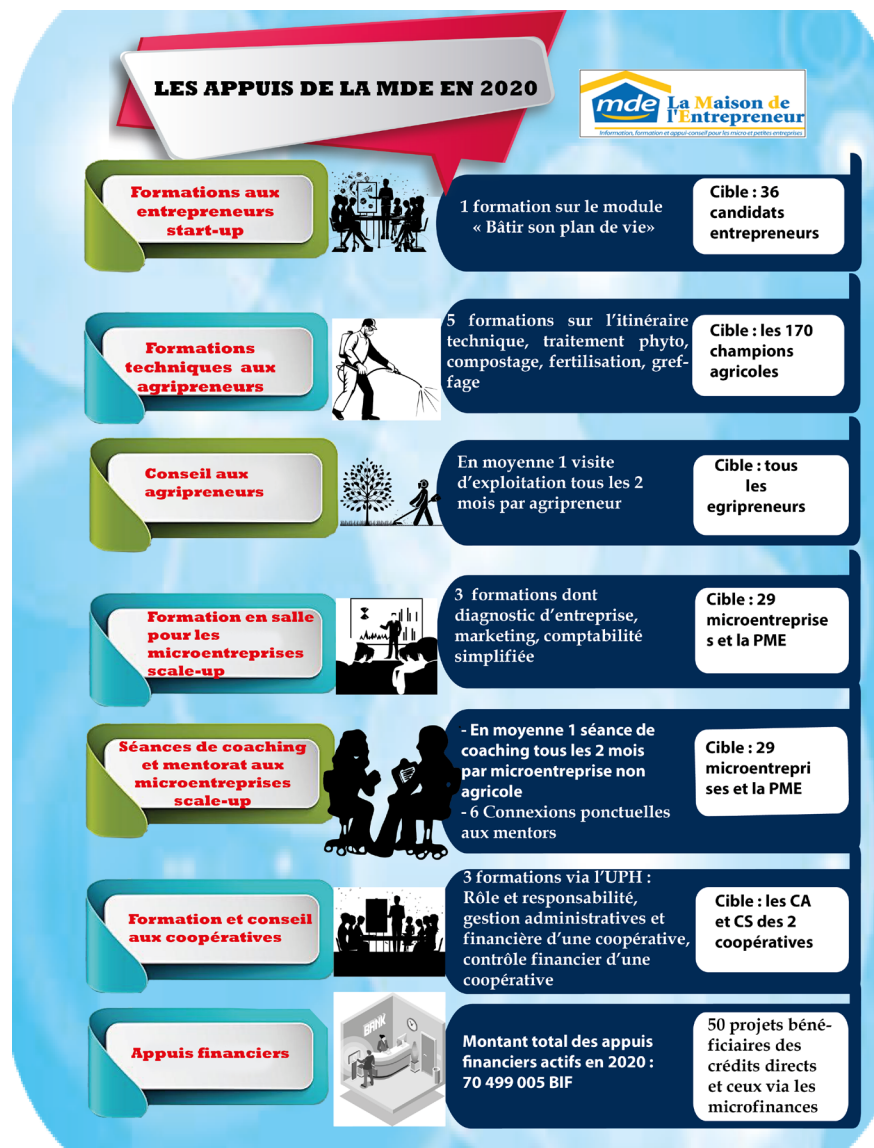 LES APPUIS DE LA MDE EN 2020
mde
La Maison de
l'Entrepreneur
Information, formation et appui-conseil pour les micro et petites entreprises
Formations aux
entrepreneurs
start-up
1 formation sur le module
« Bâtir son plan de vie»
Cible : 36
candidats
entrepreneurs
Formations
techniques aux
agripreneurs
5 formations sur l'itinéraire
technique, traitement phyto,
compostage, fertilisation, gref-
fage
Cible : les 170
champions
agricoles
Conseil aux
agripreneurs
En moyenne 1 visite
d'exploitation tous les 2
mois par agripreneur
Cible : tous
les
egripreneurs
Formation en salle
pour les
microentreprises
scale-up
3 formations dont
diagnostic d'entreprise,
marketing, comptabilité
simplifiée
Cible : 29
microentreprise
s et la PME
Séances de coaching
et mentorat aux
microentreprises
scale-up
- En moyenne 1 séance de
coaching tous les 2 mois
par microentreprise non
agricole
- 6 Connexions ponctuelles
aux mentors
Cible : 29
microentrepri
ses et la PME
Formation et conseil
aux coopératives
3 formations via l'UPH :
Rôle et responsabilité,
gestion administratives et
financière d'une coopérative,
contrôle financier d'une
coopérative
Cible : les CA
et CS des 2
coopératives
Appuis financiers
BANK
Montant total des appuis
financiers actifs en 2020 :
70 499 005 BIF
50 projets béné-
ficiaires des
crédits directs
et ceux via les
microfinances